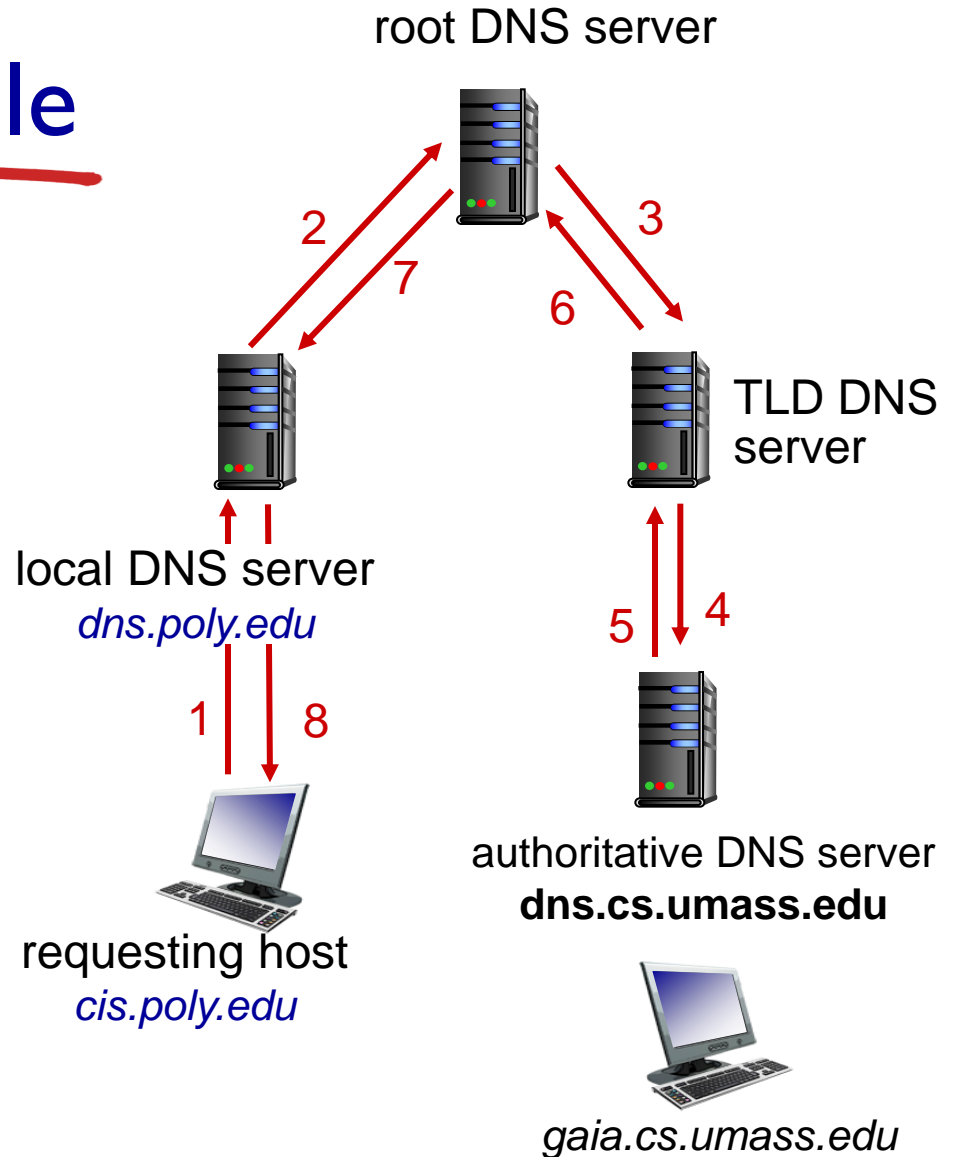 root DNS server
le
2
3
7
6
TLD DNS
server
local DNS server
dns.poly.edu
5
4
1
8
authoritative DNS server
dns.cs.umass.edu
requesting host
cis.poly.edu
gaia.cs.umass.edu